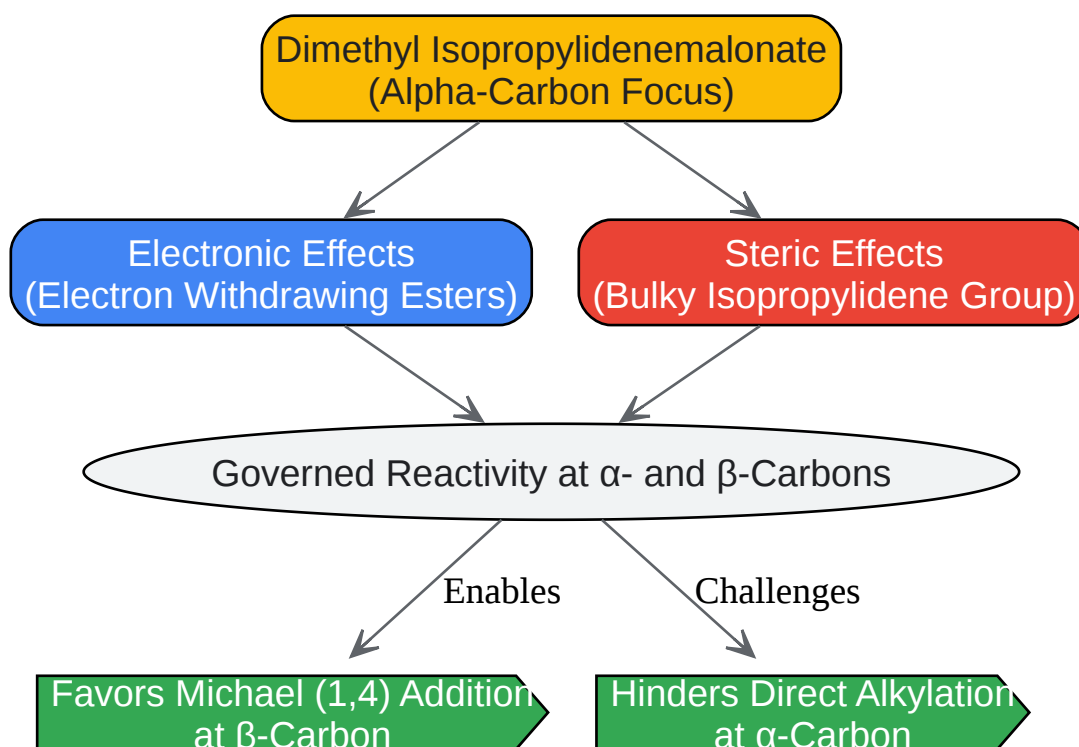 Dimethyl Isopropylidenemalonate
(Alpha-Carbon Focus)
Electronic Effects
(Electron Withdrawing Esters)
Steric Effects
(Bulky Isopropylidene Group)
Governed Reactivity at α- and β-Carbons
Enables
Challenges
Favors Michael (1,4) Addition
at β-Carbon
Hinders Direct Alkylation
at α-Carbon